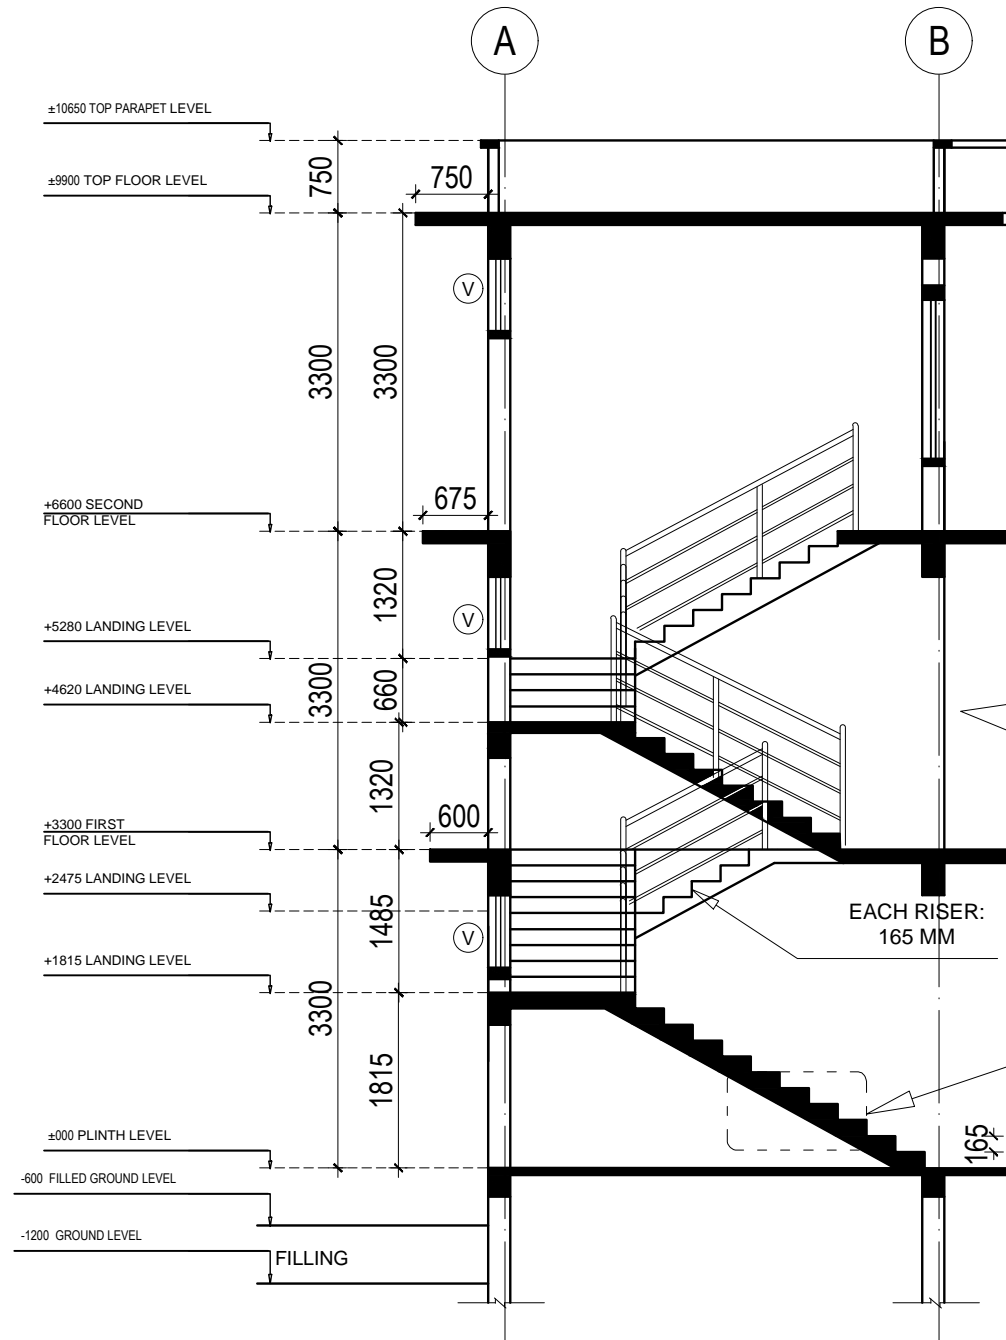 A
B
±10650 TOP PARAPET LEVEL
750
±9900 TOP FLOOR LEVEL
750
V
3300
3300
+6600 SECOND
FLOOR LEVEL
675
1320
V
+5280 LANDING LEVEL
+4620 LANDING LEVEL
3300
660
1320
+3300 FIRST
FLOOR LEVEL
600
+2475 LANDING LEVEL
1485
V
EACH RISER:
165 MM
+1815 LANDING LEVEL
3300
1815
±000 PLINTH LEVEL
165
-600 FILLED GROUND LEVEL
-1200 GROUND LEVEL
FILLING